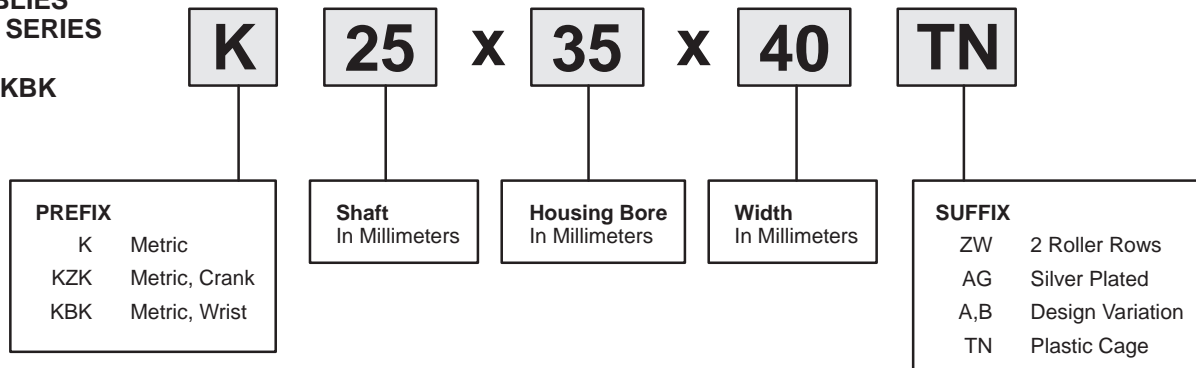 SERIES
KBK
K 25 x 35 x 40 TN
PREFIX
K Metric
KZK Metric, Crank
KBK Metric, Wrist
Shaft
In Millimeters
Housing Bore
In Millimeters
Width
In Millimeters
SUFFIX
ZW 2 Roller Rows
AG Silver Plated
A,B Design Variation
TN Plastic Cage